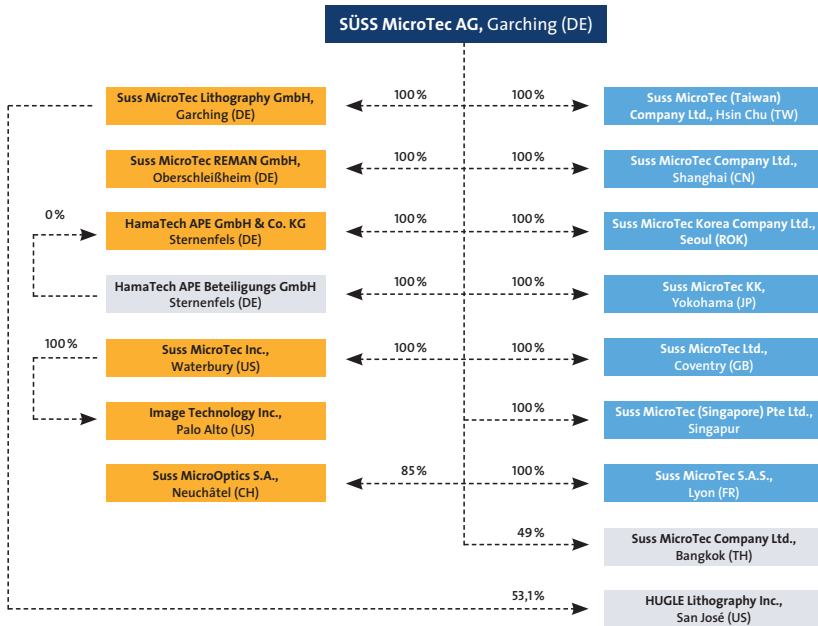 SÜSS MicroTec AG, Garching (DE)
Suss MicroTec Lithography GmbH,
Garching (DE)
100 %
100 %
Suss MicroTec (Taiwan)
Company Ltd., Hsin Chu (TW)
Suss MicroTec REMAN GmbH,
Oberschleißheim (DE)
100 %
100 %
Suss MicroTec Company Ltd.,
Shanghai (CN)
0 %
HamaTech APE GmbH & Co. KG
Sternenfels (DE)
100 %
100 %
Suss MicroTec Korea Company Ltd.,
Seoul (ROK)
HamaTech APE Beteiligungs GmbH
Sternenfels (DE)
100 %
100 %
Suss MicroTec KK,
Yokohama (JP)
100 %
Suss MicroTec Inc.,
Waterbury (US)
100 %
100 %
Suss MicroTec Ltd.,
Coventry (GB)
Image Technology Inc.,
Palo Alto (US)
100 %
Suss MicroTec (Singapore) Pte Ltd.,
Singapur
Suss MicroOptics S.A.,
Neuchâtel (CH)
85 %
100 %
Suss MicroTec S.A.S.,
Lyon (FR)
49 %
Suss MicroTec Company Ltd.,
Bangkok (TH)
53,1 %
HUGLE Lithography Inc.,
San José (US)